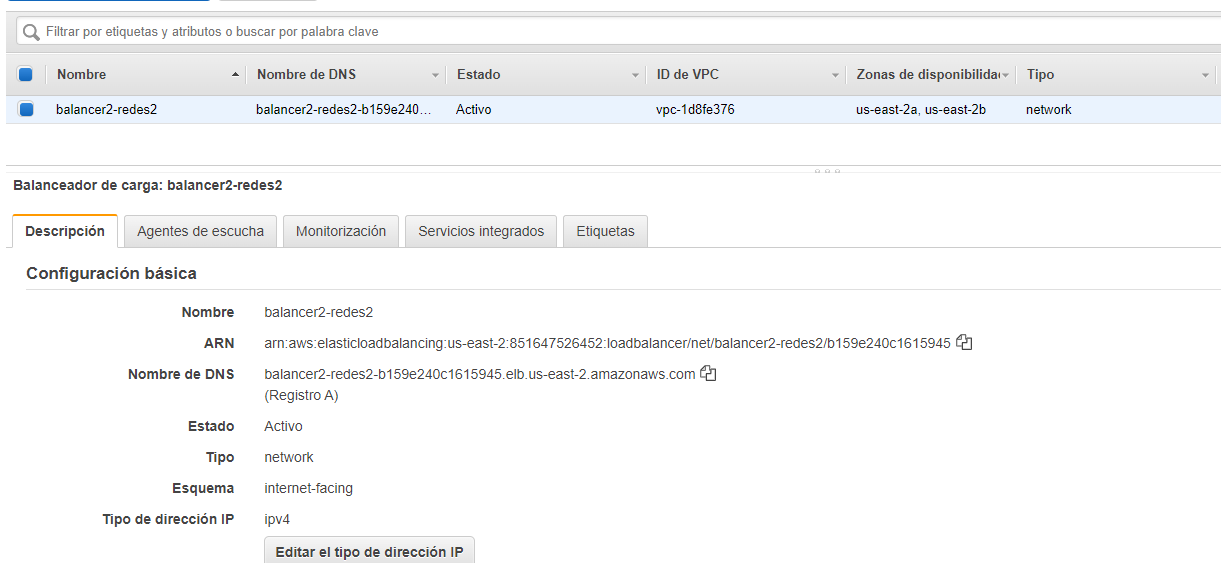 Filtrar por etiquetas y atributos o buscar por palabra clave
Nombre Nombre de DNS Estado ID de VPC Zonas de disponibilida Tipo
balancer2-redes2 balancer2-redes2-b159e240... Activo vpc-1d8fe376 us-east-2a, us-east-2b network
Balanceador de carga: balancer2-redes2
Descripción Agentes de escucha Monitorización Servicios integrados Etiquetas
Configuración básica
Nombre balancer2-redes2
ARN arn:aws:elasticloadbalancing:us-east-2:851647526452:loadbalancer/net/balancer2-redes2/b159e240c1615945
Nombre de DNS balancer2-redes2-b159e240c1615945.elb.us-east-2.amazonaws.com
(Registro A)
Estado Activo
Tipo network
Esquema internet-facing
Tipo de dirección IP ipv4
Editar el tipo de dirección IP